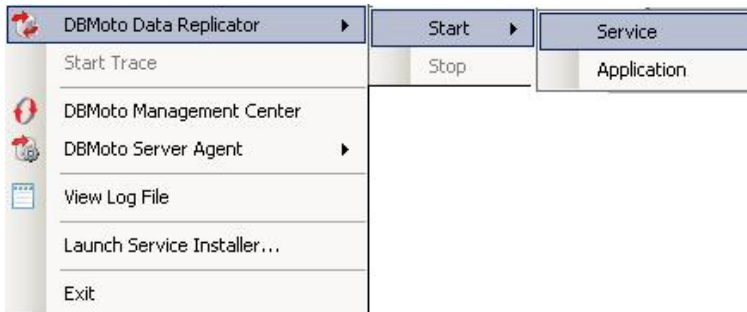 DBMoto Data Replicator
Start Trace
DBMoto Management Center
DBMoto Server Agent
View Log File
Launch Service Installer...
Exit
Start
Stop
Service
Application